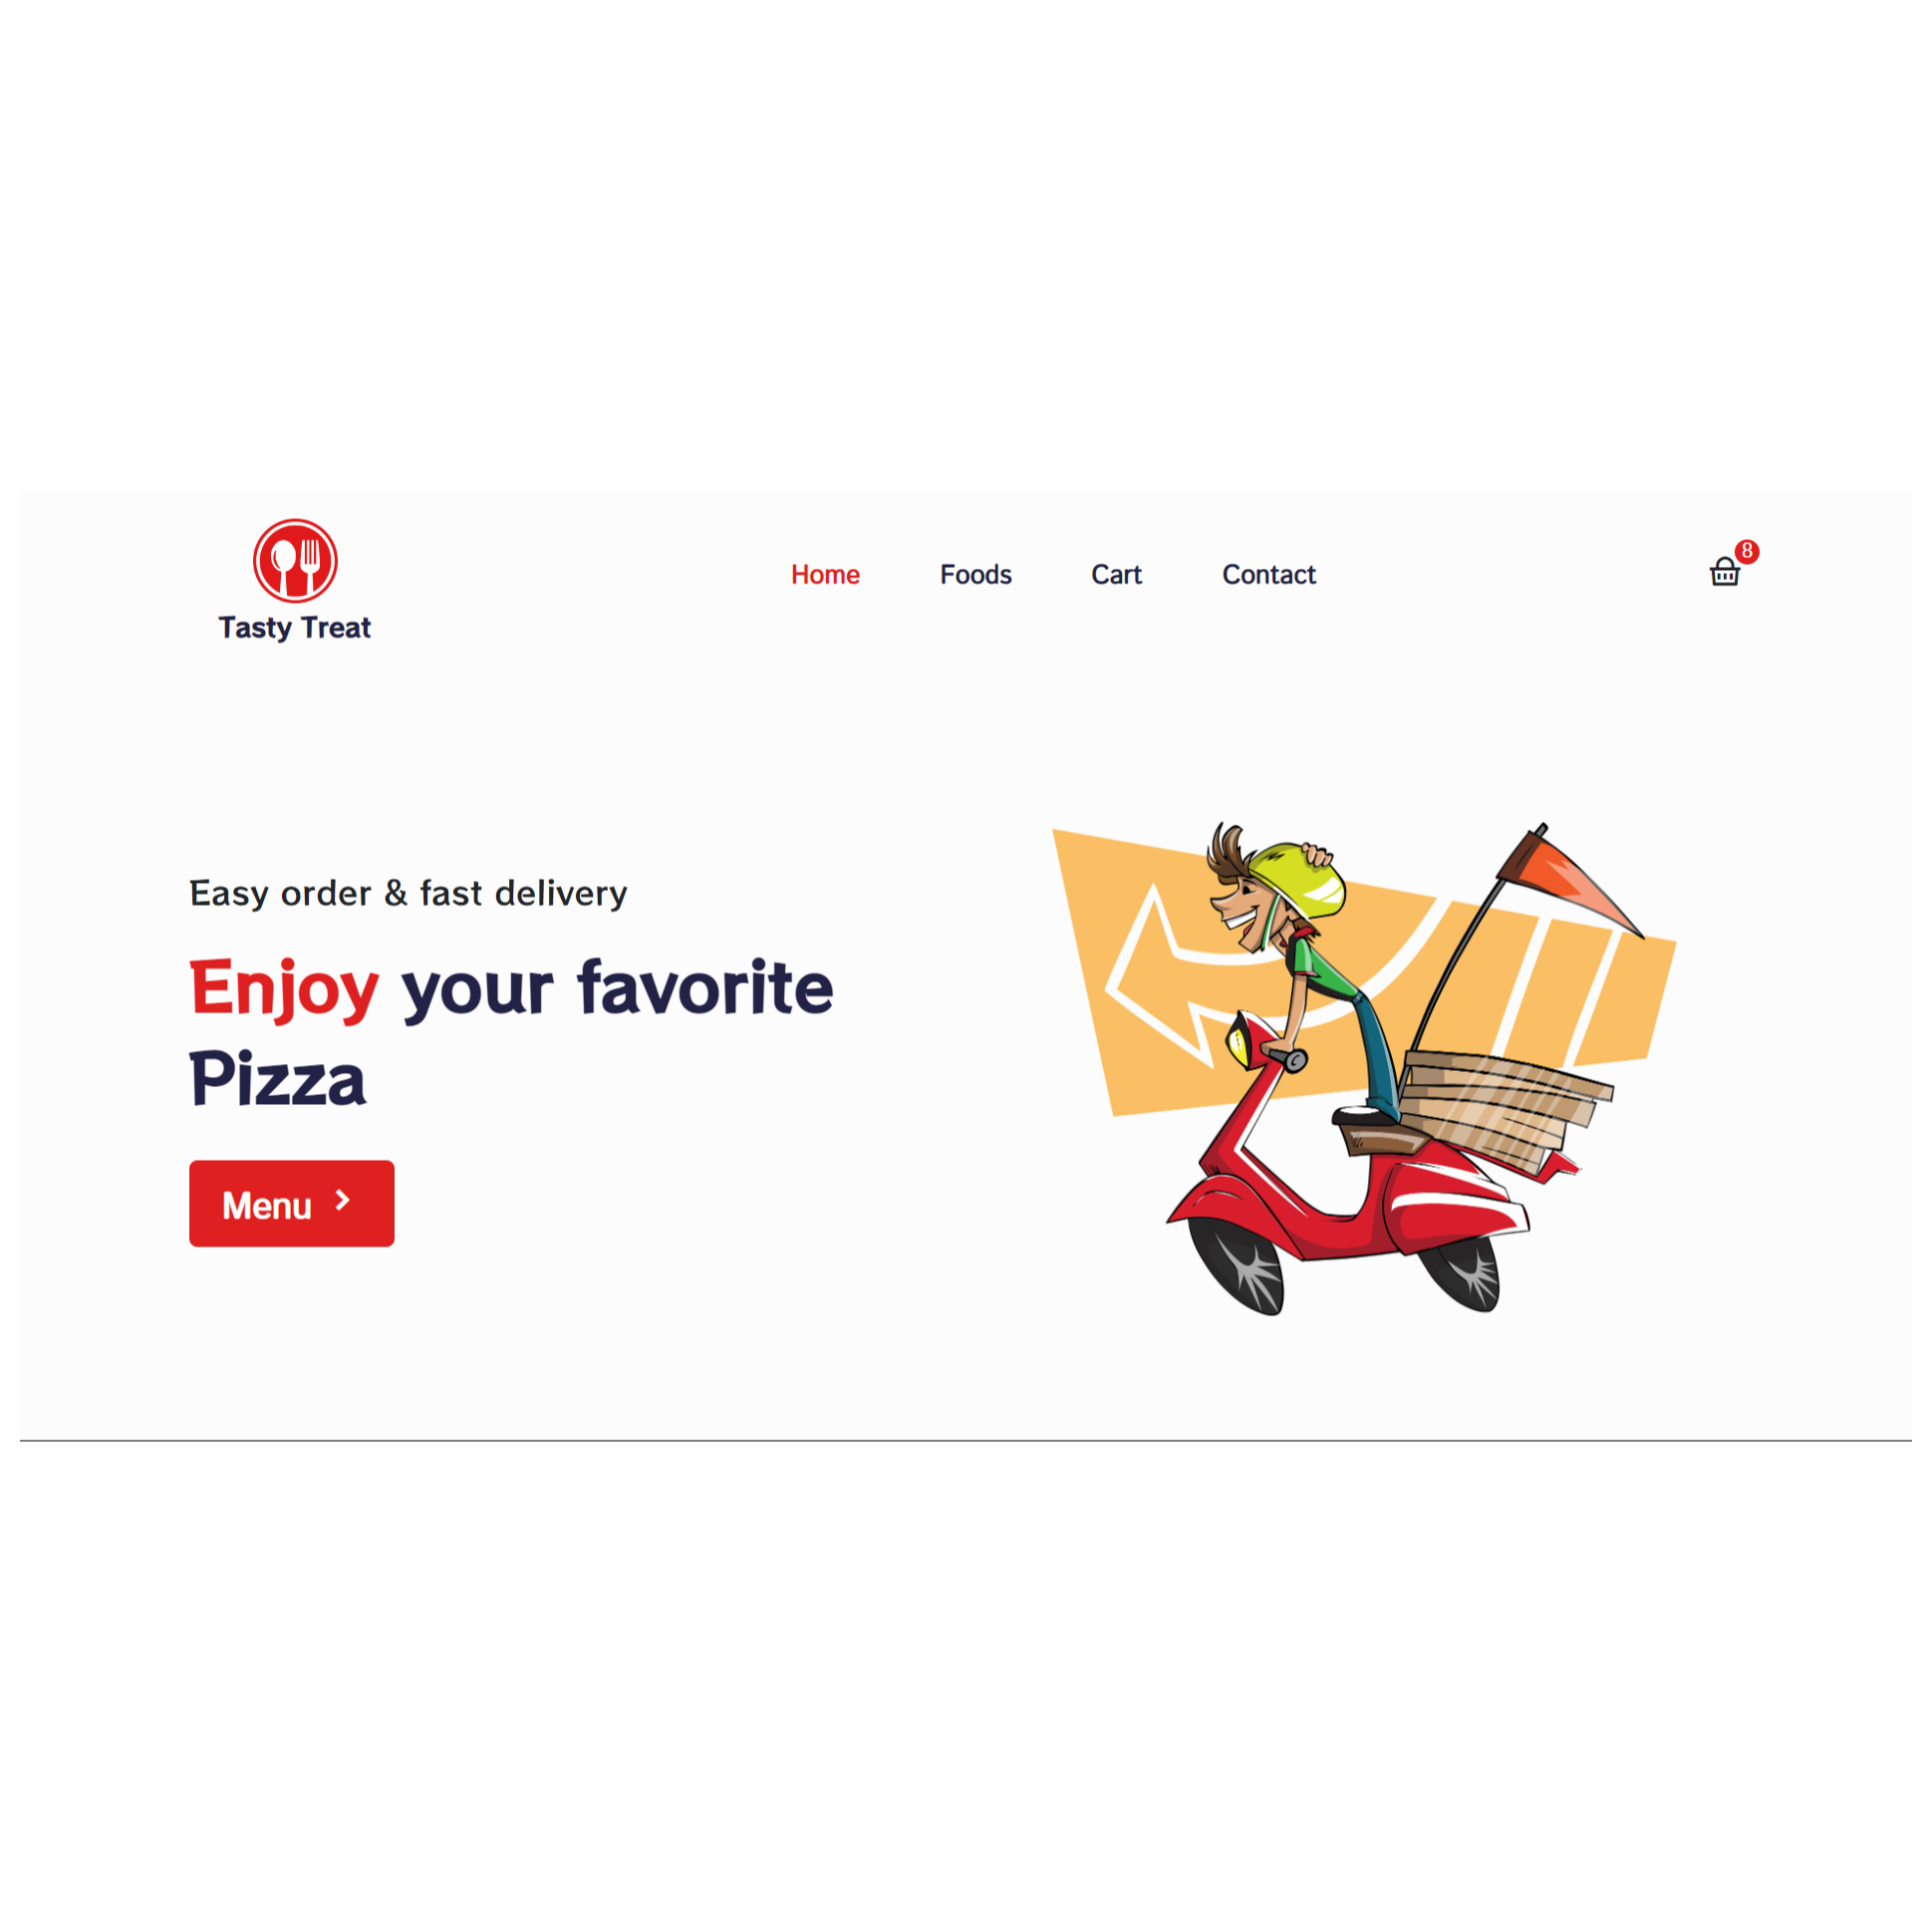 Tasty Treat
Home
Foods
Cart
Contact
8
Easy order & fast delivery
Enjoy your favorite
Pizza
Menu